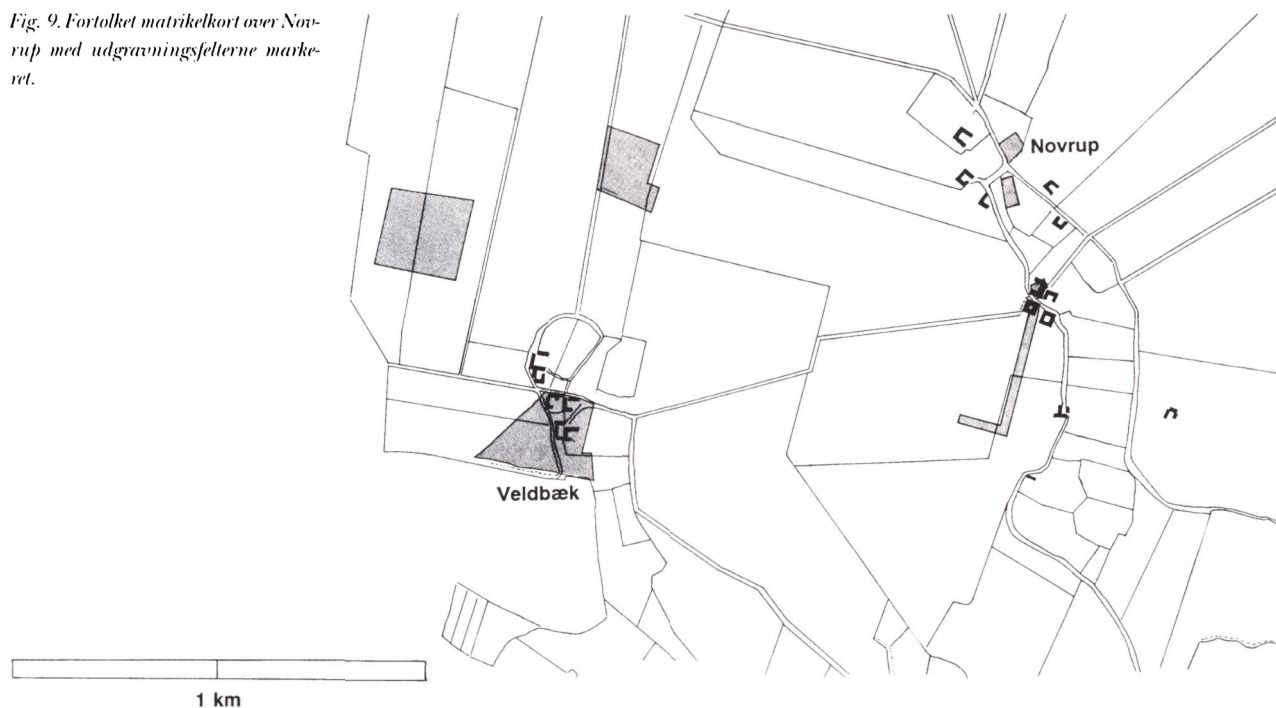 Fig. 9. Fortolket matrikelkort over Nov-
rup med udgravningsfelterne marke-
ret.
Novrup
Veldbæk
1 km